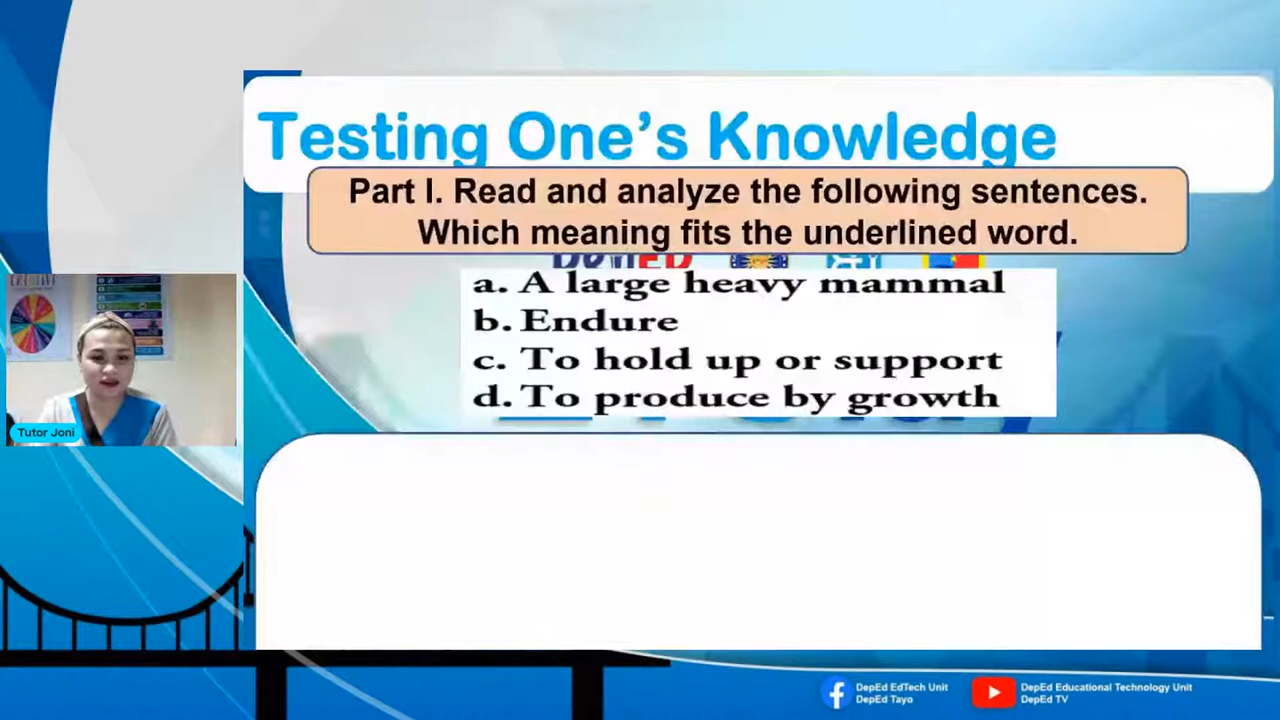 Testing One's Knowledge
Part I. Read and analyze the following sentences.
Which meaning fits the underlined word.
a. A large heavy mammal
b. Endure
c. To hold up or support
d. To produce by growth
Tutor Joni
DepEd EdTech Unit
DepEd Tayo
DepEd Educational Technology Unit
DepEd TV